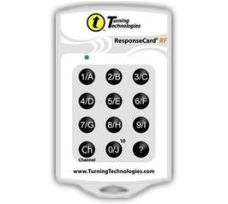 t Turning
Technologies
ResponseCard® RF
1/A 2/B 3/C
4/D 5/E 6/F
7/G 8/H 9/I
10
Ch 0/J ?
Channel
www.TurningTechnologies.com